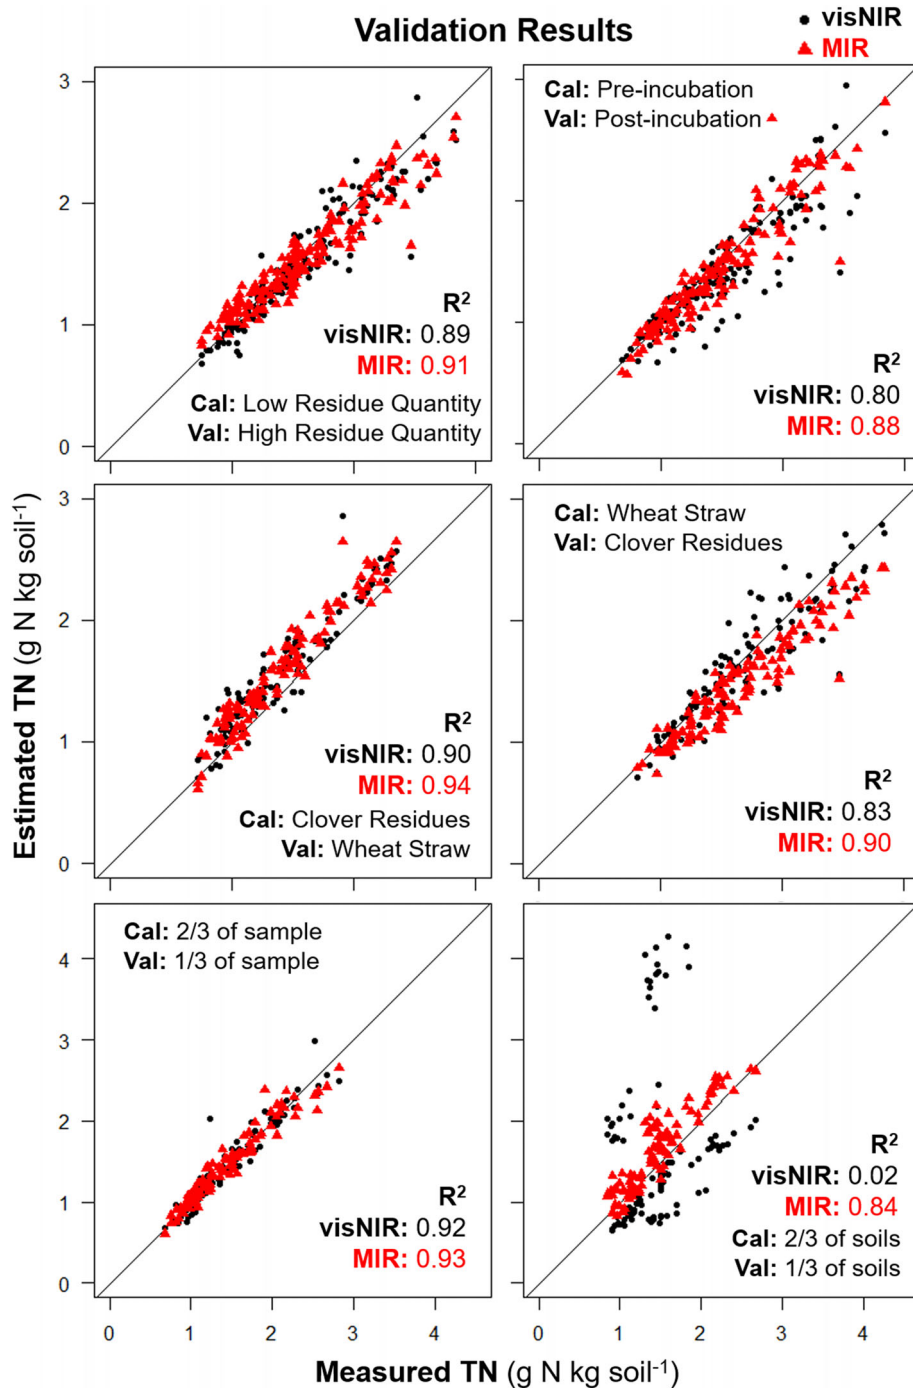 Validation Results
visNIR
MIR
3
2
1
0
R²
visNIR: 0.89
MIR: 0.91
Cal: Low Residue Quantity
Val: High Residue Quantity
Cal: Pre-incubation
Val: Post-incubation
R²
visNIR: 0.80
MIR: 0.88
Estimated TN (g N kg soil⁻¹)
3
2
1
0
R²
visNIR: 0.90
MIR: 0.94
Cal: Clover Residues
Val: Wheat Straw
Cal: Wheat Straw
Val: Clover Residues
R²
visNIR: 0.83
MIR: 0.90
4
3
2
1
0
Cal: 2/3 of sample
Val: 1/3 of sample
R²
visNIR: 0.92
MIR: 0.93
R²
visNIR: 0.02
MIR: 0.84
Cal: 2/3 of soils
Val: 1/3 of soils
0 1 2 3 4 0 1 2 3 4
Measured TN (g N kg soil⁻¹)